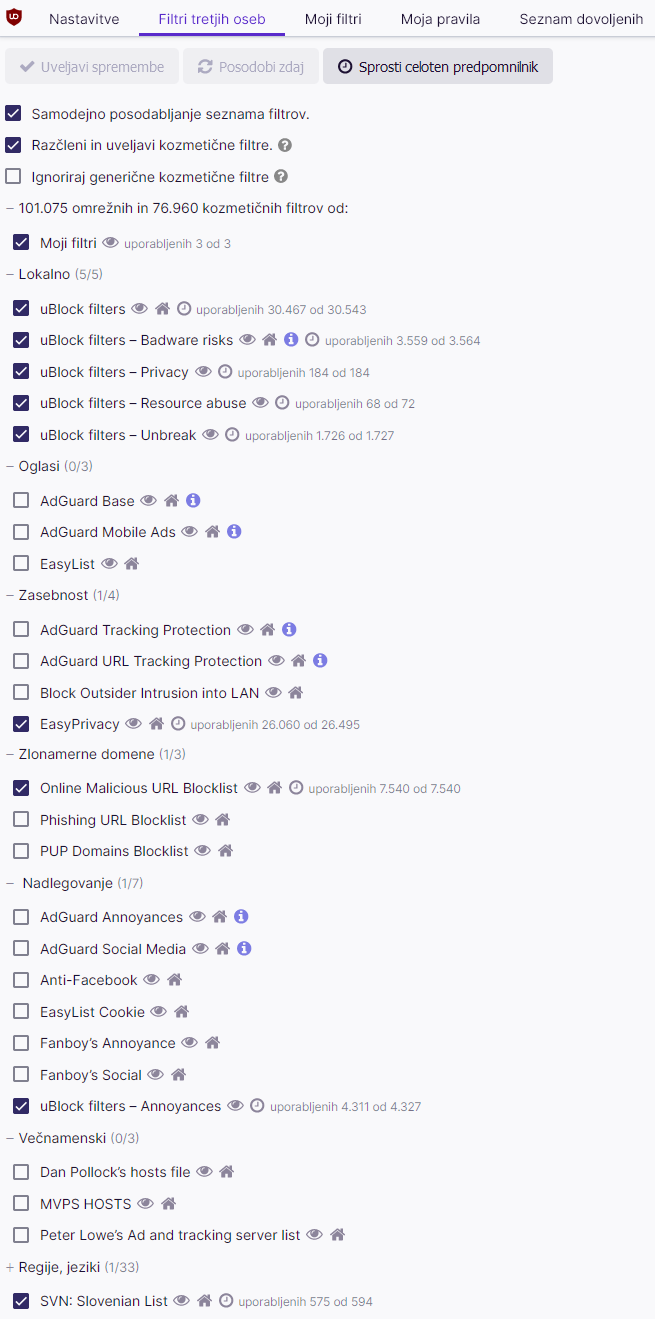 Nastavitve Filtri tretjih oseb Moji filtri Moja pravila Seznam dovoljenih
Uveljavi spremembe Posodobi zdaj Sprosti celoten predpomnilnik
Samodejno posodabljanje seznama filtrov.
Razčleni in uveljavi kozmetične filtre.
Ignoriraj generične kozmetične filtre
– 101.075 omrežnih in 76.960 kozmetičnih filtrov od:
Moji filtri uporabljenih 3 od 3
– Lokalno (5/5)
uBlock filters uporabljenih 30.467 od 30.543
uBlock filters – Badware risks uporabljenih 3.559 od 3.564
uBlock filters – Privacy uporabljenih 184 od 184
uBlock filters – Resource abuse uporabljenih 68 od 72
uBlock filters – Unbreak uporabljenih 1.726 od 1.727
– Oglasi (0/3)
AdGuard Base
AdGuard Mobile Ads
EasyList
– Zasebnost (1/4)
AdGuard Tracking Protection
AdGuard URL Tracking Protection
Block Outsider Intrusion into LAN
EasyPrivacy uporabljenih 26.060 od 26.495
– Zlonamerne domene (1/3)
Online Malicious URL Blocklist uporabljenih 7.540 od 7.540
Phishing URL Blocklist
PUP Domains Blocklist
– Nadlegovanje (1/7)
AdGuard Annoyances
AdGuard Social Media
Anti-Facebook
EasyList Cookie
Fanboy’s Annoyance
Fanboy’s Social
uBlock filters – Annoyances uporabljenih 4.311 od 4.327
– Večnamenski (0/3)
Dan Pollock’s hosts file
MVPS HOSTS
Peter Lowe’s Ad and tracking server list
+ Regije, jeziki (1/33)
SVN: Slovenian List uporabljenih 575 od 594